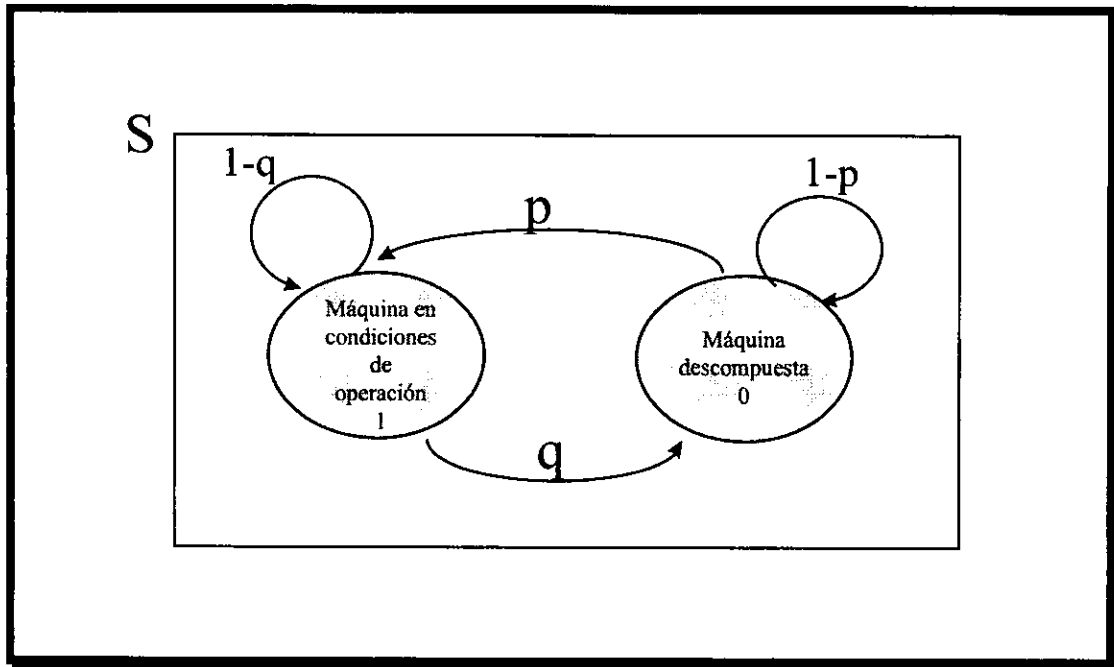 S
1-q
1-p
p
Máquina en
condiciones
de
operación
1
Máquina
descompuesta
0
q